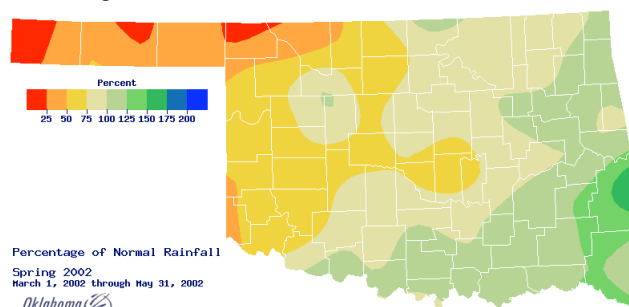 Percent
25 50 75 100 125 150 175 200
Percentage of Normal Rainfall
Spring 2002
March 1, 2002 through May 31, 2002
Oklahoma